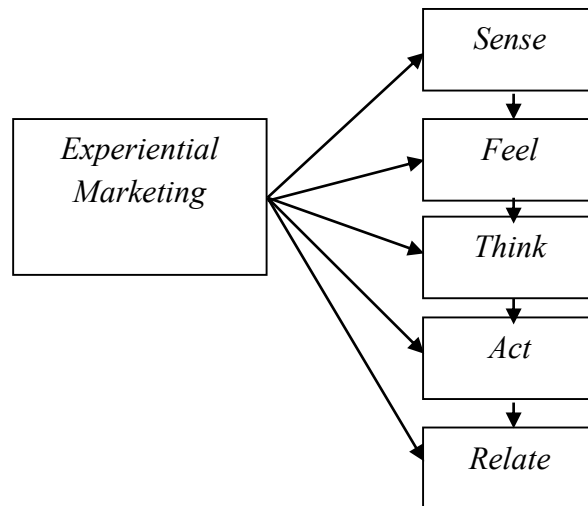 Experiential
Marketing
Sense
Feel
Think
Act
Relate